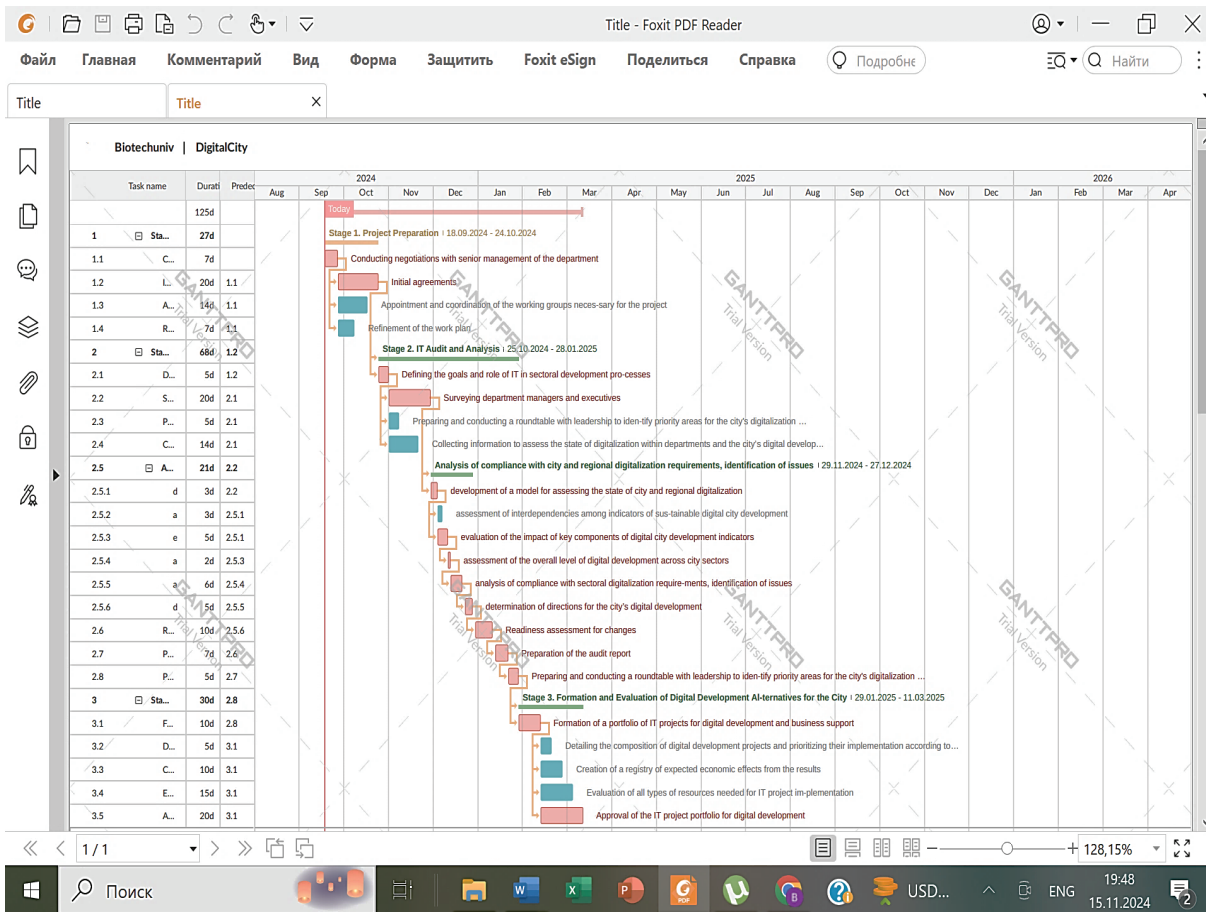 Title - Foxit PDF Reader
Файл Главная Комментарий Вид Форма Защитить Foxit eSign Поделиться Справка Подробне Найти
Title Title
Biotechuniv | DigitalCity
2024 2025 2026
Task name Durati Predec Aug Sep Oct Nov Dec Jan Feb Mar Apr May Jun Jul Aug Sep Oct Nov Dec Jan Feb Mar Apr
125d Today
1 Sta... 27d Stage 1. Project Preparation 18.09.2024 - 24.10.2024
1.1 C... 7d Conducting negotiations with senior management of the department
1.2 I... 20d 1.1 Initial agreements
1.3 A... 14d 1.1 Appointment and coordination of the working groups neces-sary for the project
1.4 R... 7d 1.1 Refinement of the work plan
2 Sta... 68d 1.2 Stage 2. IT Audit and Analysis 25.10.2024 - 28.01.2025
2.1 D... 5d 1.2 Defining the goals and role of IT in sectoral development pro-cesses
2.2 S... 20d 2.1 Surveying department managers and executives
2.3 P... 5d 2.1 Preparing and conducting a roundtable with leadership to iden-tify priority areas for the city's digitalization ...
2.4 C... 14d 2.1 Collecting information to assess the state of digitalization within departments and the city's digital develop...
2.5 A... 21d 2.2 Analysis of compliance with city and regional digitalization requirements, identification of issues 29.11.2024 - 27.12.2024
2.5.1 d 3d 2.2 development of a model for assessing the state of city and regional digitalization
2.5.2 a 3d 2.5.1 assessment of interdependencies among indicators of sus-tainable digital city development
2.5.3 e 5d 2.5.1 evaluation of the impact of key components of digital city development indicators
2.5.4 a 2d 2.5.3 assessment of the overall level of digital development across city sectors
2.5.5 a 6d 2.5.4 analysis of compliance with sectoral digitalization require-ments, identification of issues
2.5.6 d 5d 2.5.5 determination of directions for the city's digital development
2.6 R... 10d 2.5.6 Readiness assessment for changes
2.7 P... 7d 2.6 Preparation of the audit report
2.8 P... 5d 2.7 Preparing and conducting a roundtable with leadership to iden-tify priority areas for the city's digitalization ...
3 Sta... 30d 2.8 Stage 3. Formation and Evaluation of Digital Development Al-ternatives for the City 29.01.2025 - 11.03.2025
3.1 F... 10d 2.8 Formation of a portfolio of IT projects for digital development and business support
3.2 D... 5d 3.1 Detailing the composition of digital development projects and prioritizing their implementation according to...
3.3 C... 10d 3.1 Creation of a registry of expected economic effects from the results
3.4 E... 15d 3.1 Evaluation of all types of resources needed for IT project im-plementation
3.5 A... 20d 3.1 Approval of the IT project portfolio for digital development
GANTTPRO Trial Version
GANTTPRO Trial Version
GANTTPRO Trial Version
GANTTPRO Trial Version
GANTTPRO Trial Version
GANTTPRO Trial Version
1 / 1 128,15%
Поиск USD... ENG 19:48
15.11.2024 2